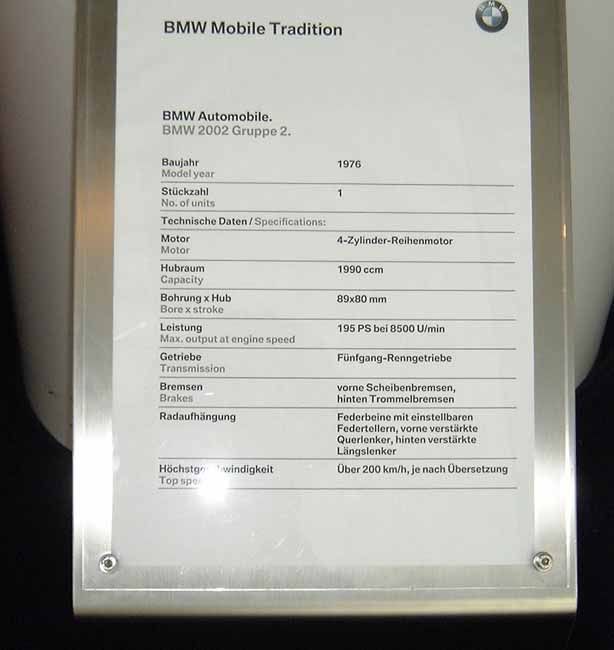 BMW
BMW Mobile Tradition
BMW Automobile.
BMW 2002 Gruppe 2.
Baujahr 1976
Model year
Stückzahl 1
No. of units
Technische Daten / Specifications:
Motor 4-Zylinder-Reihenmotor
Motor
Hubraum 1990 ccm
Capacity
Bohrung x Hub 89x80 mm
Bore x stroke
Leistung 195 PS bei 8500 U/min
Max. output at engine speed
Getriebe Fünfgang-Renngetriebe
Transmission
Bremsen vorne Scheibenbremsen,
Brakes hinten Trommelbremsen
Radaufhängung Federbeine mit einstellbaren
Federtellern, vorne verstärkte
Querlenker, hinten verstärkte
Längslenker
Über 200 km/h, je nach Übersetzung
Top